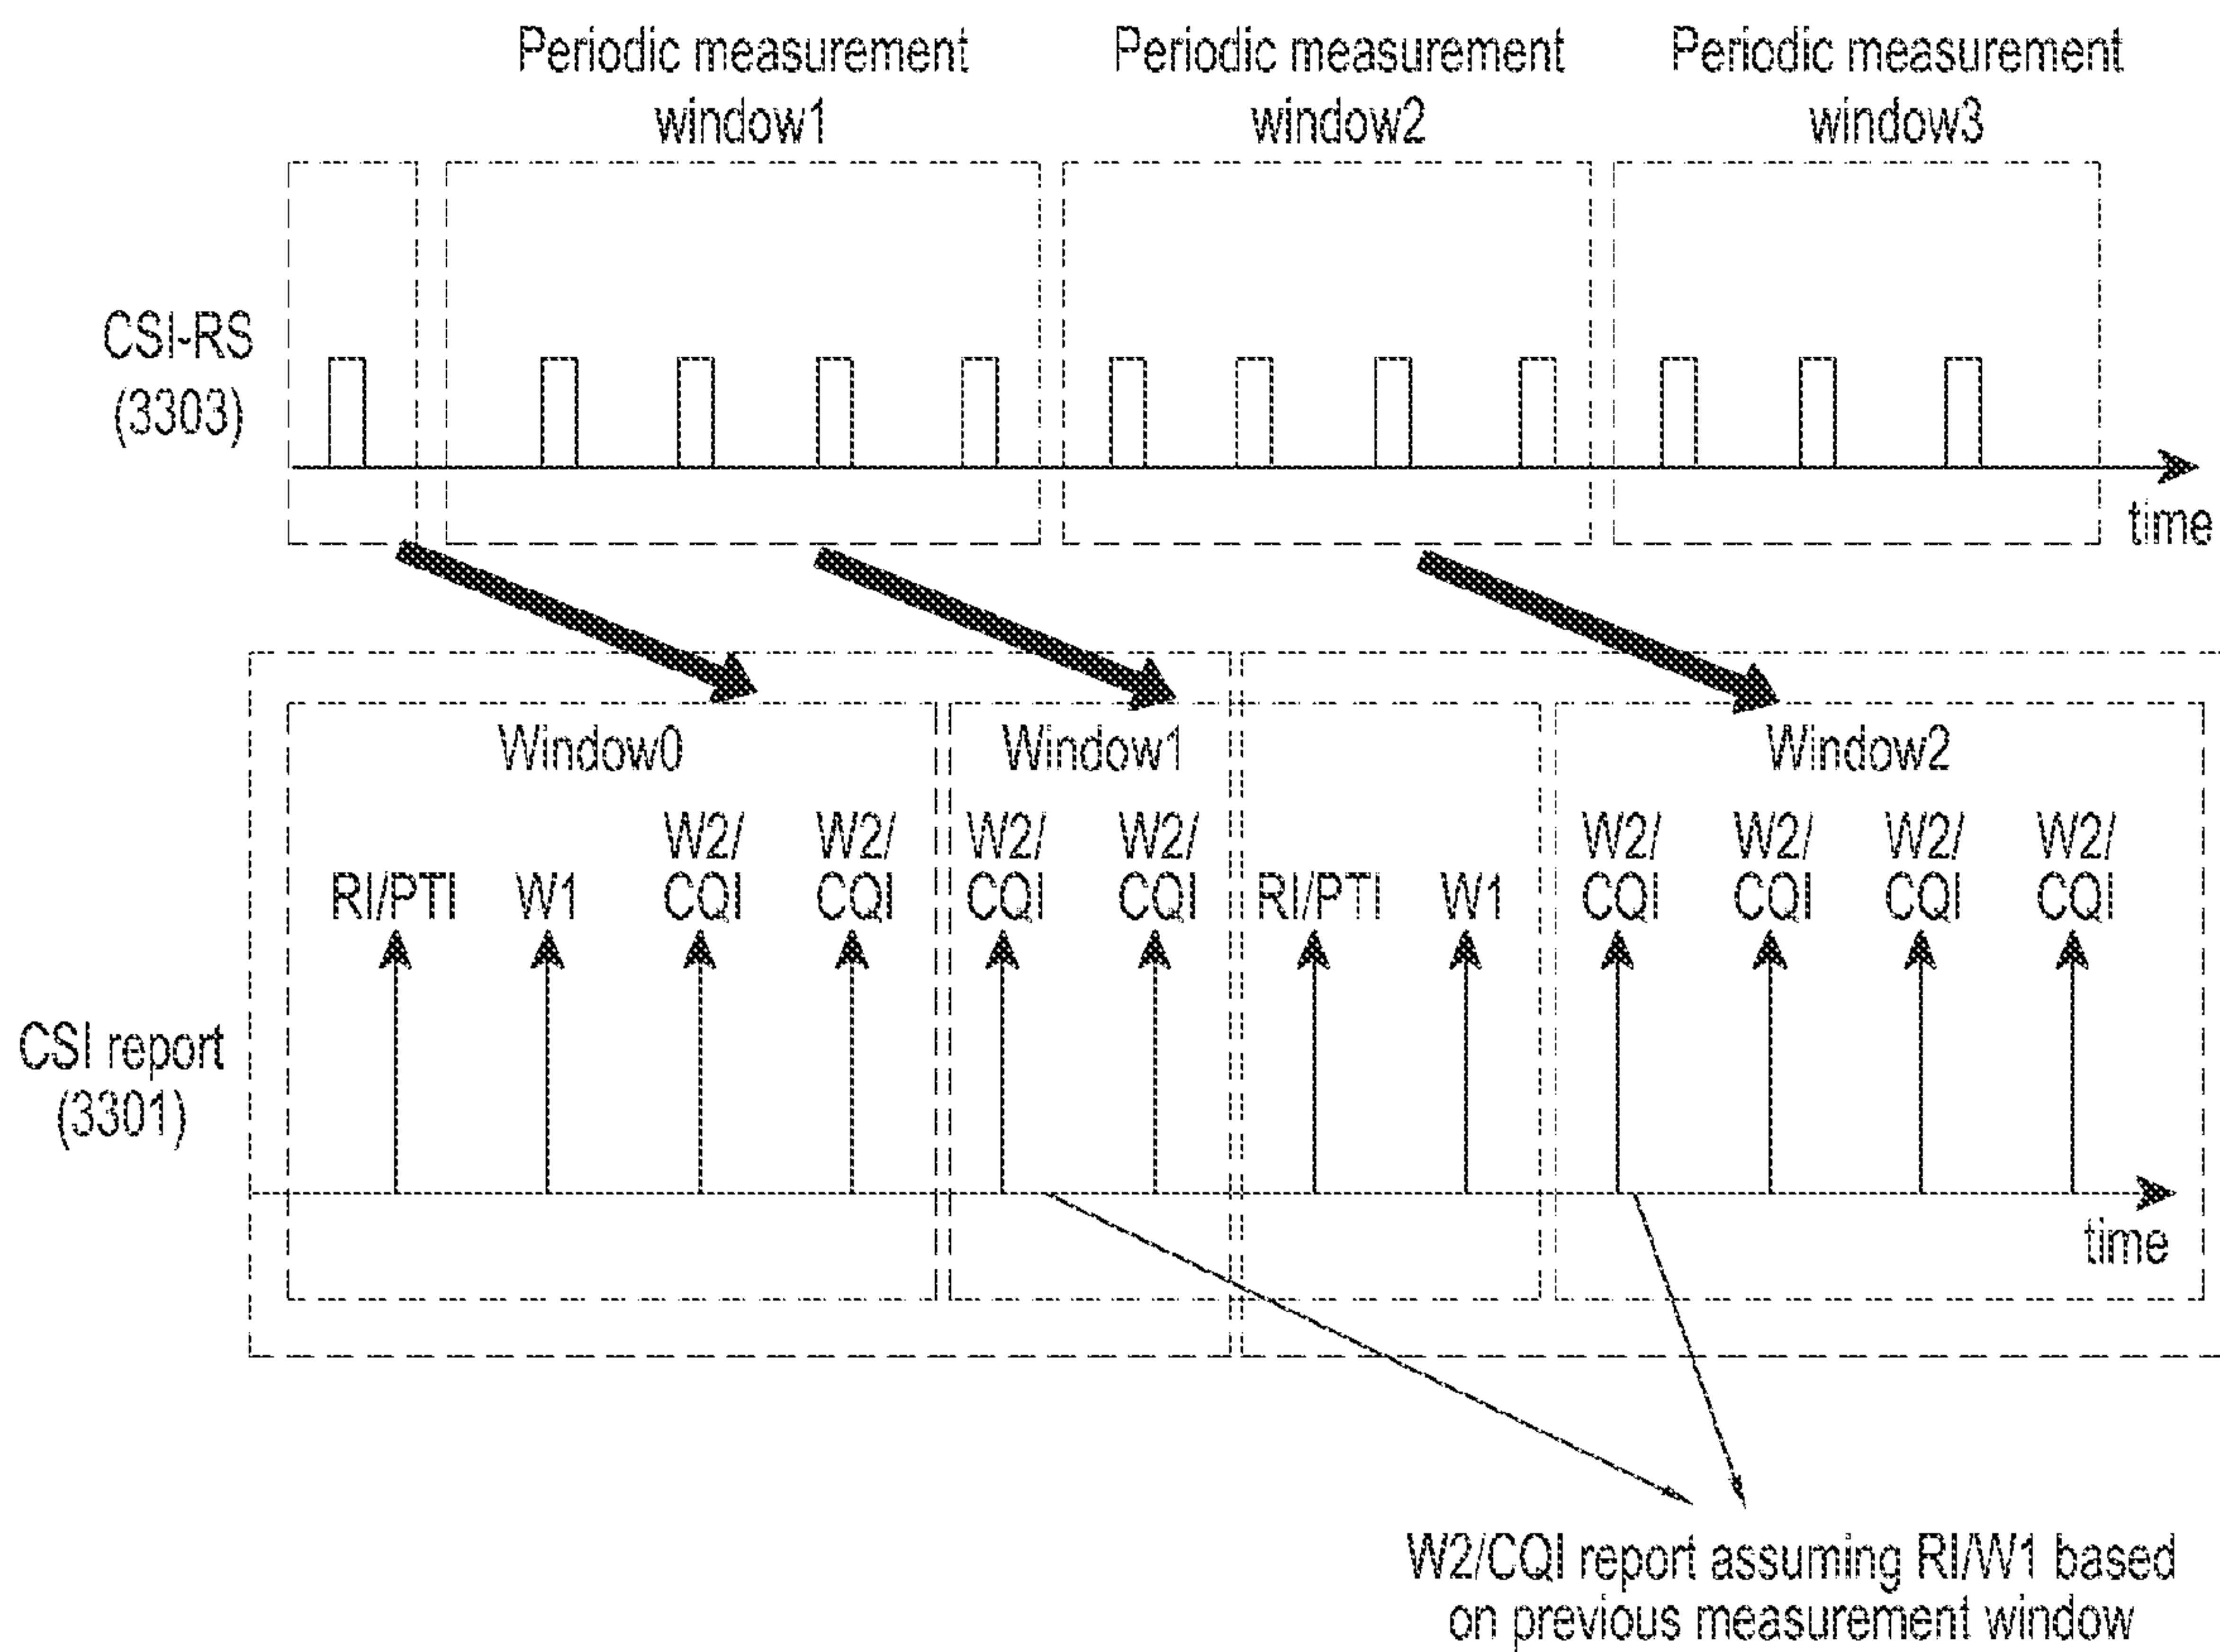 Periodic measurement
window1
Periodic measurement
window2
Periodic measurement
window3
CSI-RS
(3303)
time
Window0
Window1
Window2
RI/PTI
W1
W2/
CQI
W2/
CQI
W2/
CQI
W2/
CQI
RI/PTI
W1
W2/
CQI
W2/
CQI
W2/
CQI
W2/
CQI
CSI report
(3301)
time
W2/CQI report assuming RI/W1 based
on previous measurement window